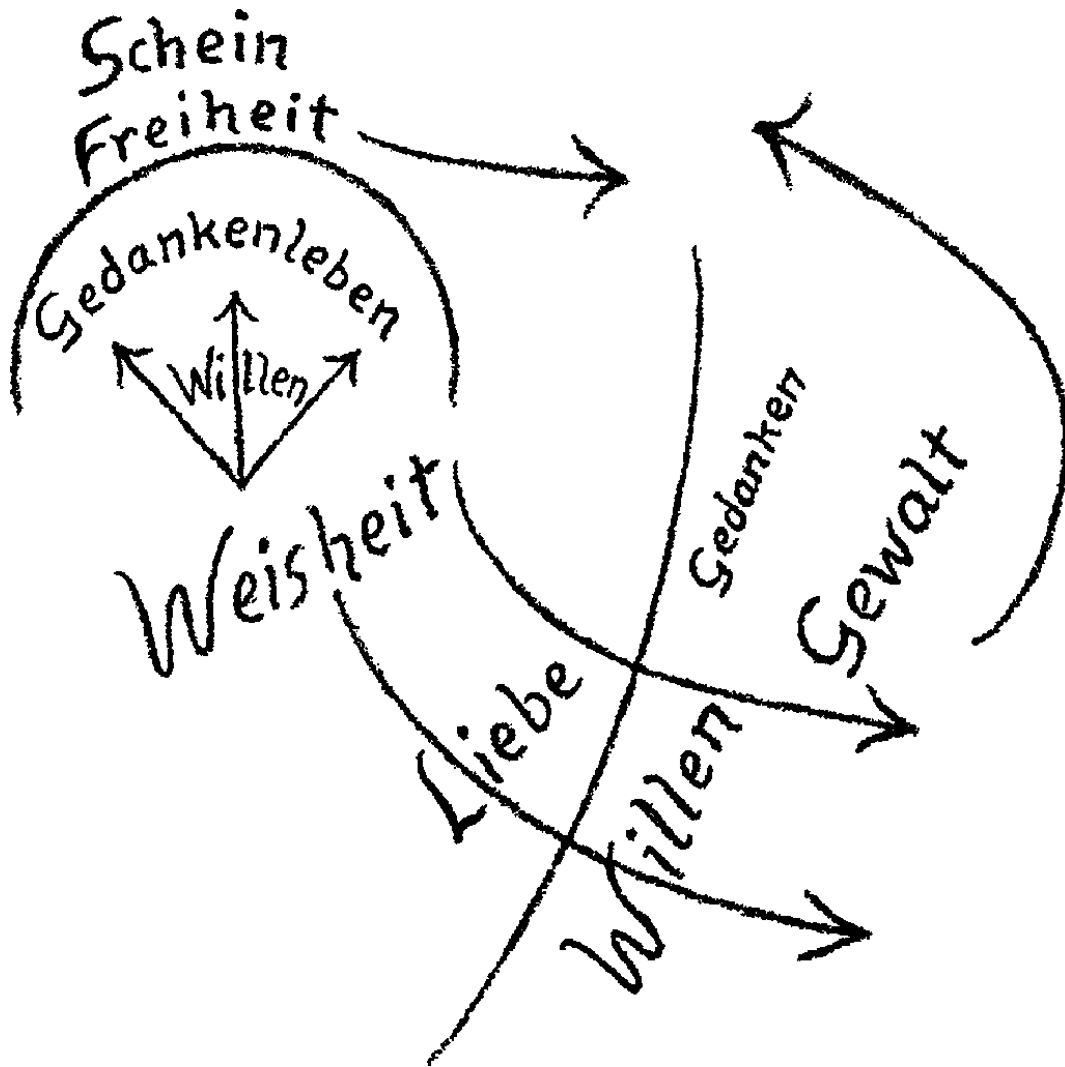 Schein
Freiheit
Gedankenleben
Willen
Weisheit
Liebe
Gedanken
Gewalt
Willen